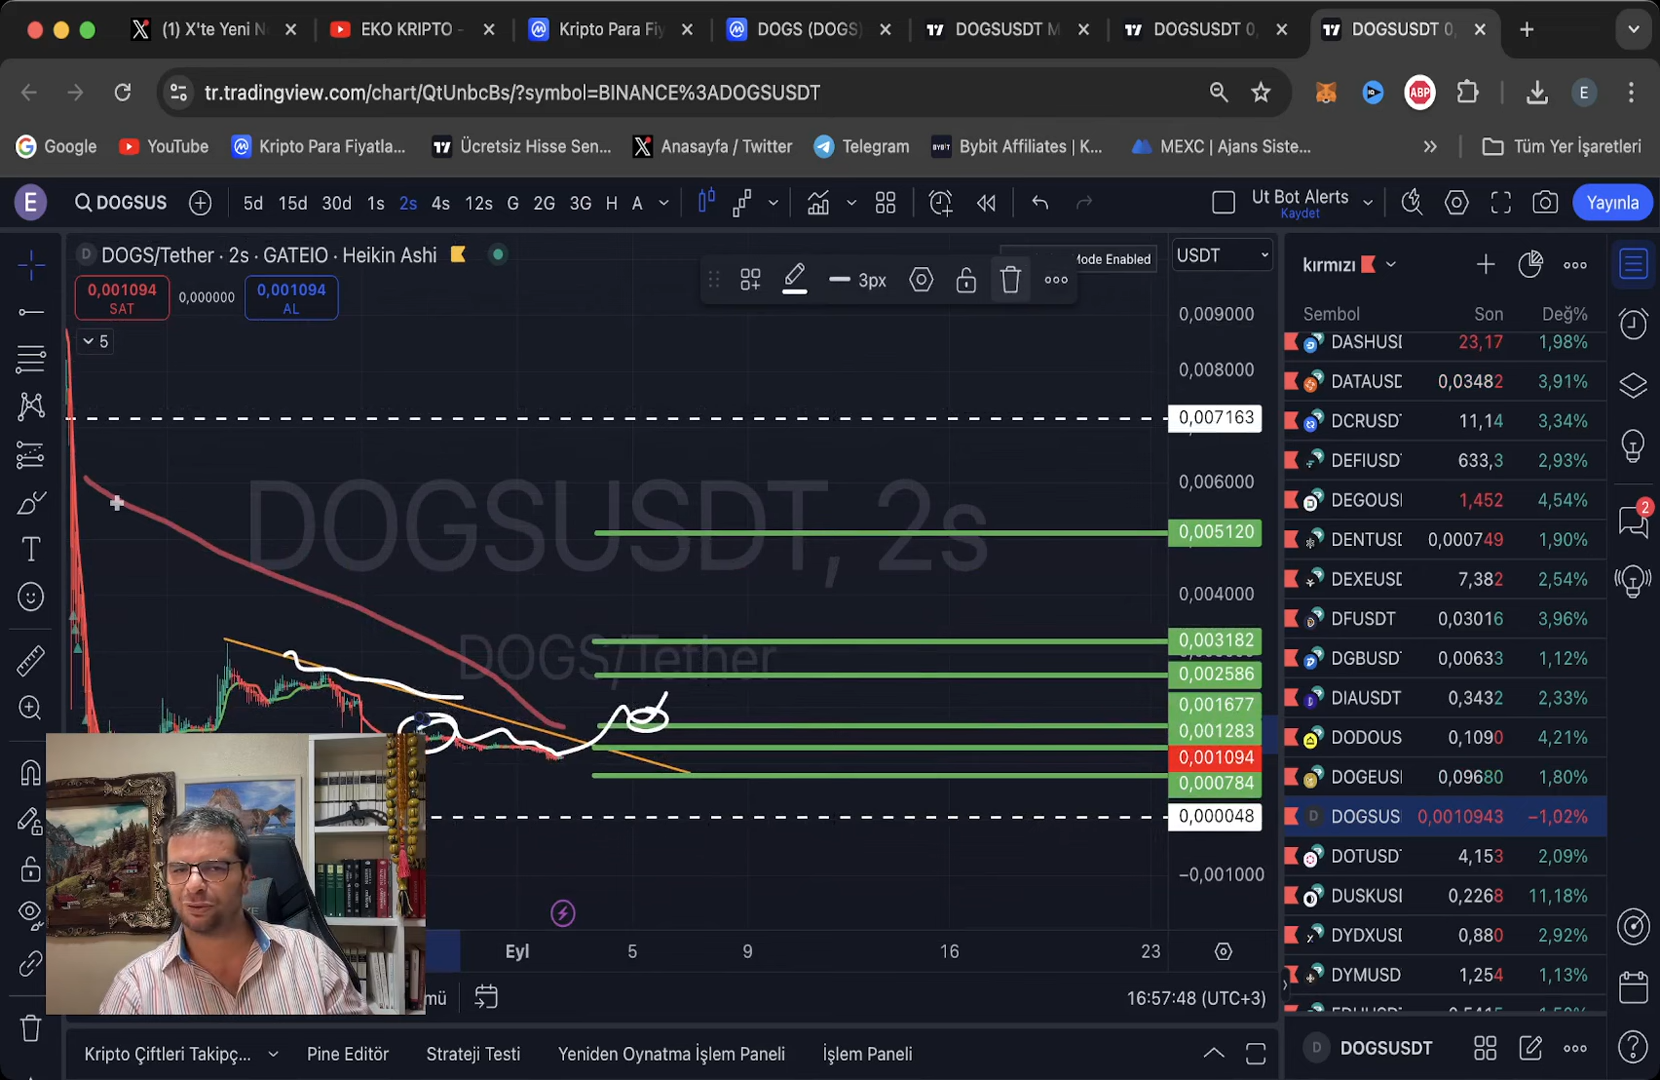 (1) X'te Yeni N
EKO KRIPTO -
Kripto Para Fiy
DOGS (DOGS)
DOGSUSDT M
DOGSUSDT 0,
DOGSUSDT 0,
tr.tradingview.com/chart/QtUnbcBs/?symbol=BINANCE%3ADOGSUSDT
ABP
E
Google
YouTube
Kripto Para Fiyatla...
Ücretsiz Hisse Sen...
Anasayfa / Twitter
Telegram
Bybit Affiliates | K...
MEXC | Ajans Siste...
Tüm Yer İşaretleri
E
DOGSUS
5d 15d 30d 1s 2s 4s 12s G 2G 3G H A
Ut Bot Alerts
Kaydet
Yayınla
D DOGS/Tether · 2s · GATEIO · Heikin Ashi
Mode Enabled
USDT
kırmızı
0,001094
SAT
0,000000
0,001094
AL
3px
5
Sembol Son Değ%
DASHUSI 23,17 1,98%
DATAUSD 0,03482 3,91%
DCRUSD 11,14 3,34%
DEFIUSD 633,3 2,93%
DEGOUSI 1,452 4,54%
DENTUSI 0,000749 1,90%
DEXEUSI 7,382 2,54%
DFUSDT 0,03016 3,96%
DGBUSDT 0,00633 1,12%
DIAUSDT 0,3432 2,33%
DODOUS 0,1090 4,21%
DOGEUSI 0,09680 1,80%
DOGSUS 0,0010943 −1,02%
DOTUSD 4,153 2,09%
DUSKUSI 0,2268 11,18%
DYDXUSI 0,880 2,92%
DYMUSD 1,254 1,13%
0,009000
0,008000
0,007163
0,006000
0,005120
0,004000
0,003182
0,002586
0,001677
0,001283
0,001094
0,000784
0,000048
−0,001000
DOGSUSDT, 2s
DOGS/Tether
2
Eyl 5 9 16 23
mü
16:57:48 (UTC+3)
Kripto Çiftleri Takipç...
Pine Editör
Strateji Testi
Yeniden Oynatma İşlem Paneli
İşlem Paneli
D DOGSUSDT